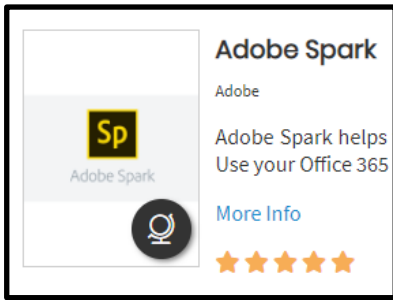 Adobe Spark
Adobe
Sp
Adobe Spark
Adobe Spark helps
Use your Office 365
More Info